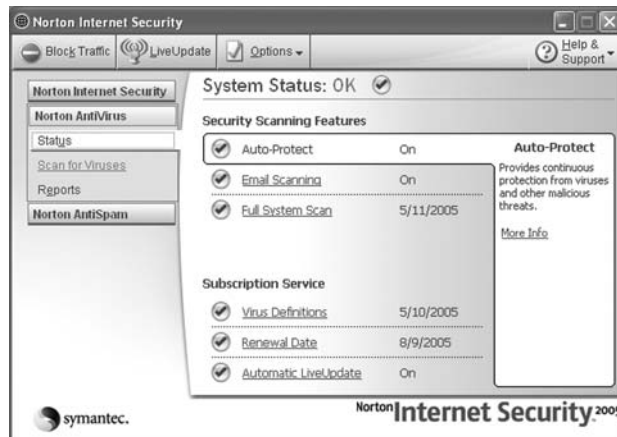 Norton Internet Security
Block Traffic LiveUpdate Options Help & Support
Norton Internet Security
Norton AntiVirus
Status
Scan for Viruses
Reports
Norton AntiSpam
System Status: OK
Security Scanning Features
Auto-Protect On
Email Scanning On
Full System Scan 5/11/2005
Subscription Service
Virus Definitions 5/10/2005
Renewal Date 8/9/2005
Automatic LiveUpdate On
Auto-Protect
Provides continuous
protection from viruses
and other malicious
threats.
More Info
symantec.
Norton Internet Security 2005